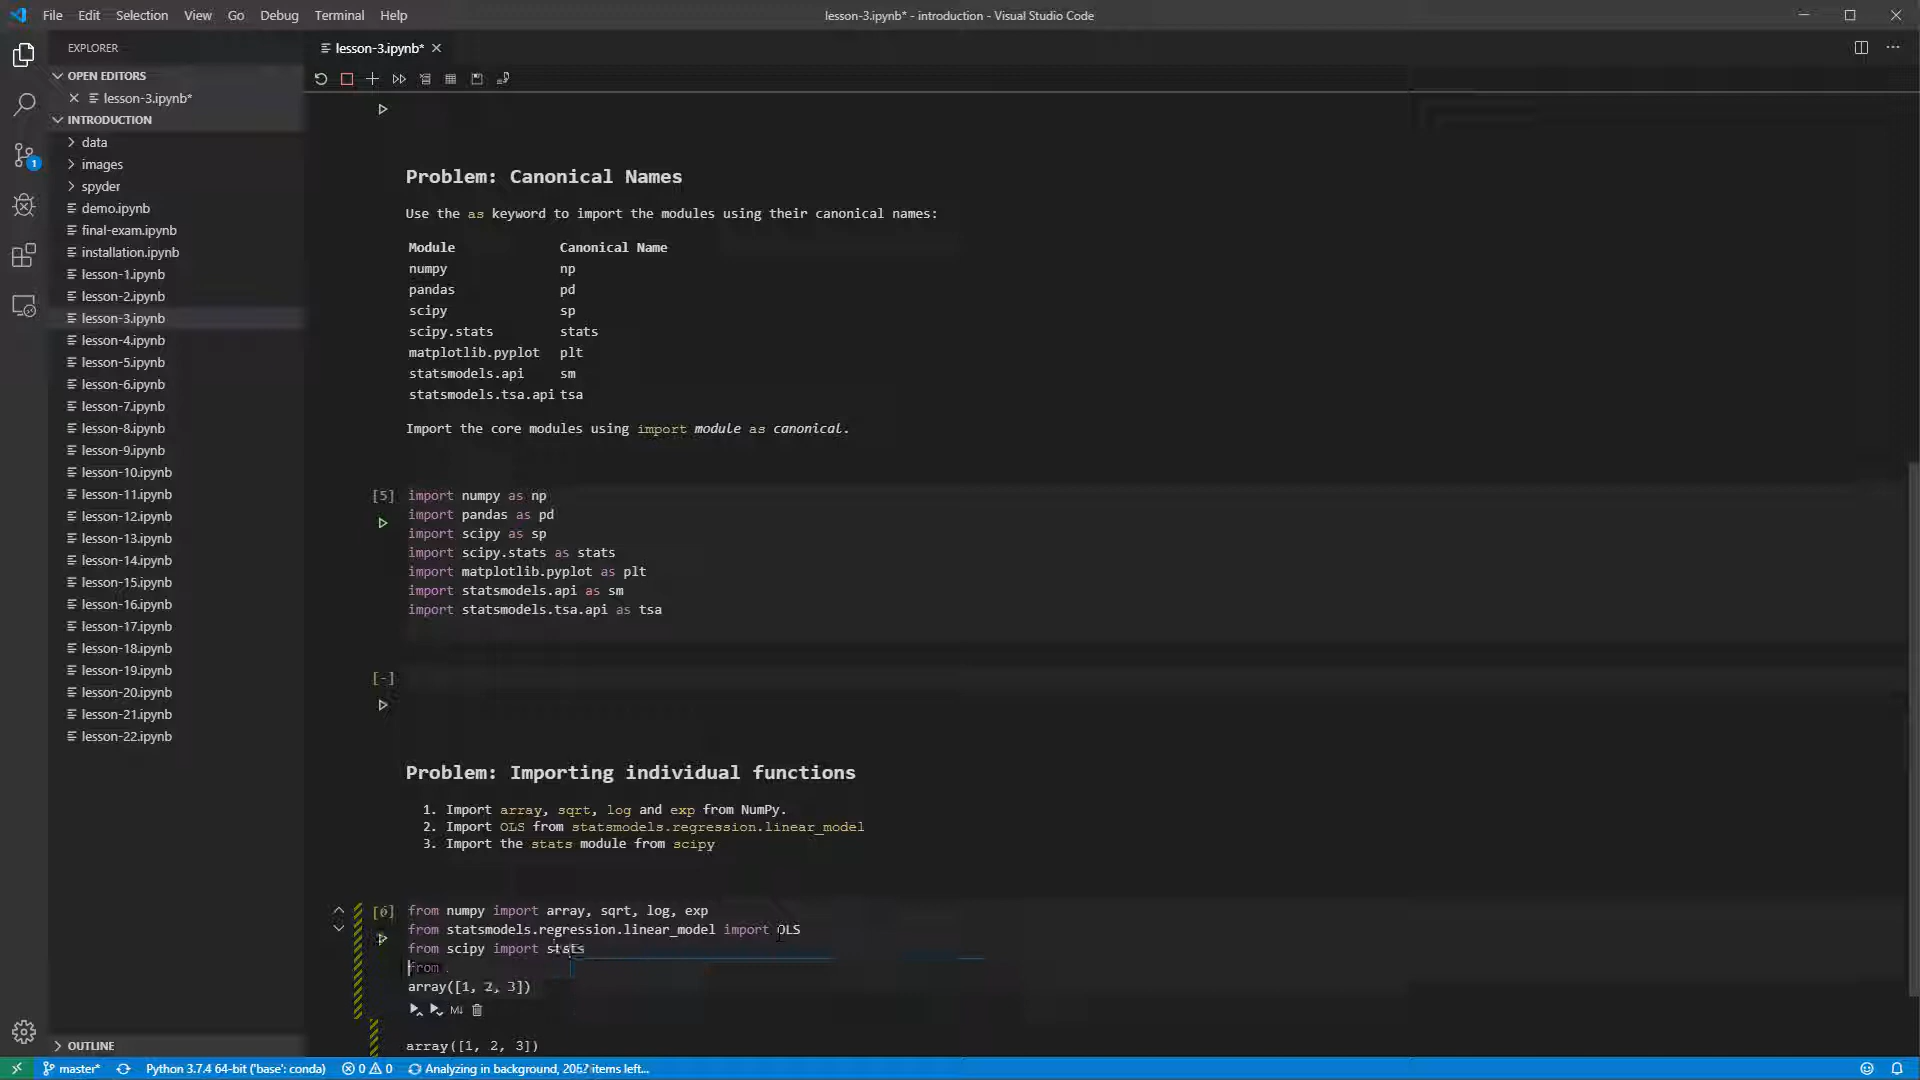 File Edit Selection View Go Debug Terminal Help
lesson-3.ipynb* - introduction - Visual Studio Code
EXPLORER
OPEN EDITORS
lesson-3.ipynb*
INTRODUCTION
data
images
spyder
demo.ipynb
final-exam.ipynb
installation.ipynb
lesson-1.ipynb
lesson-2.ipynb
lesson-3.ipynb
lesson-4.ipynb
lesson-5.ipynb
lesson-6.ipynb
lesson-7.ipynb
lesson-8.ipynb
lesson-9.ipynb
lesson-10.ipynb
lesson-11.ipynb
lesson-12.ipynb
lesson-13.ipynb
lesson-14.ipynb
lesson-15.ipynb
lesson-16.ipynb
lesson-17.ipynb
lesson-18.ipynb
lesson-19.ipynb
lesson-20.ipynb
lesson-21.ipynb
lesson-22.ipynb
OUTLINE
1
lesson-3.ipynb*
Problem: Canonical Names
Use the as keyword to import the modules using their canonical names:
Module Canonical Name
numpy np
pandas pd
scipy sp
scipy.stats stats
matplotlib.pyplot plt
statsmodels.api sm
statsmodels.tsa.api tsa
Import the core modules using import module as canonical.
[5] import numpy as np
import pandas as pd
import scipy as sp
import scipy.stats as stats
import matplotlib.pyplot as plt
import statsmodels.api as sm
import statsmodels.tsa.api as tsa
[-]
Problem: Importing individual functions
1. Import array, sqrt, log and exp from NumPy.
2. Import OLS from statsmodels.regression.linear_model
3. Import the stats module from scipy
[6] from numpy import array, sqrt, log, exp
from statsmodels.regression.linear_model import OLS
from scipy import stats
from
array([1, 2, 3])
M↓
array([1, 2, 3])
master* Python 3.7.4 64-bit ('base': conda) 0 0 Analyzing in background, items left...